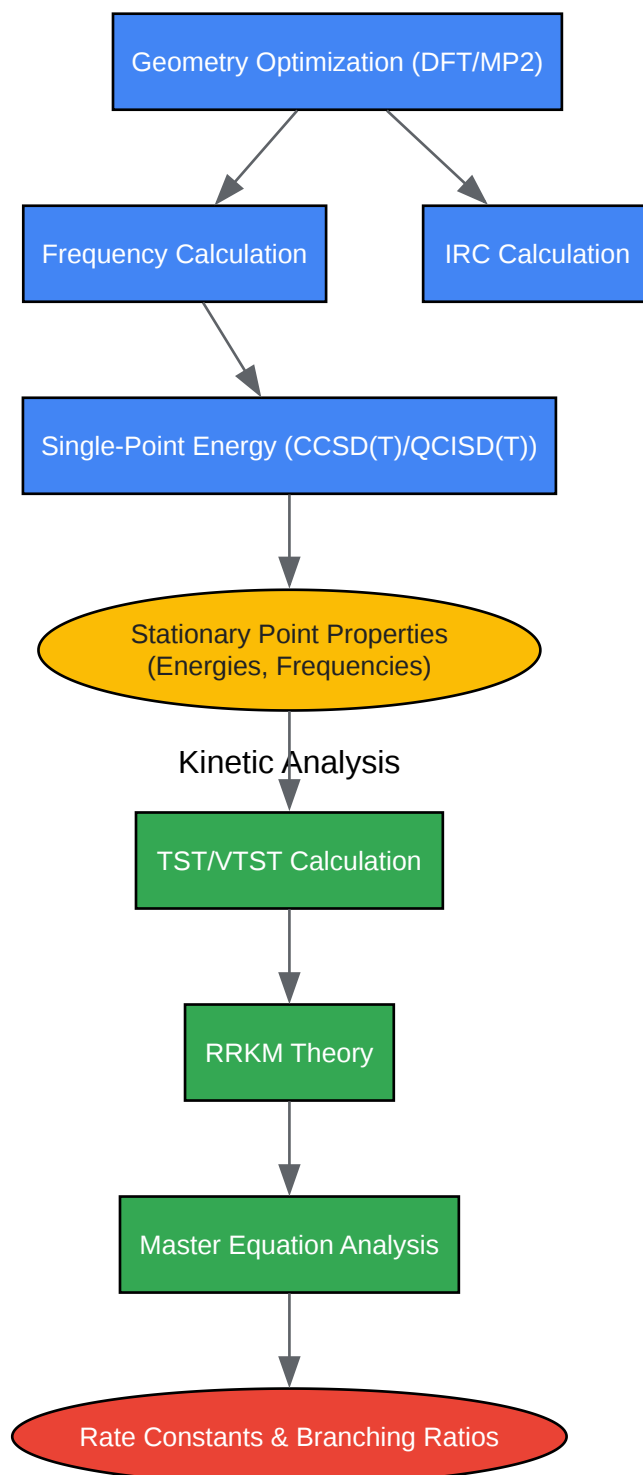 Geometry Optimization (DFT/MP2)
Frequency Calculation
IRC Calculation
Single-Point Energy (CCSD(T)/QCISD(T))
Stationary Point Properties
(Energies, Frequencies)
Kinetic Analysis
TST/VTST Calculation
RRKM Theory
Master Equation Analysis
Rate Constants & Branching Ratios